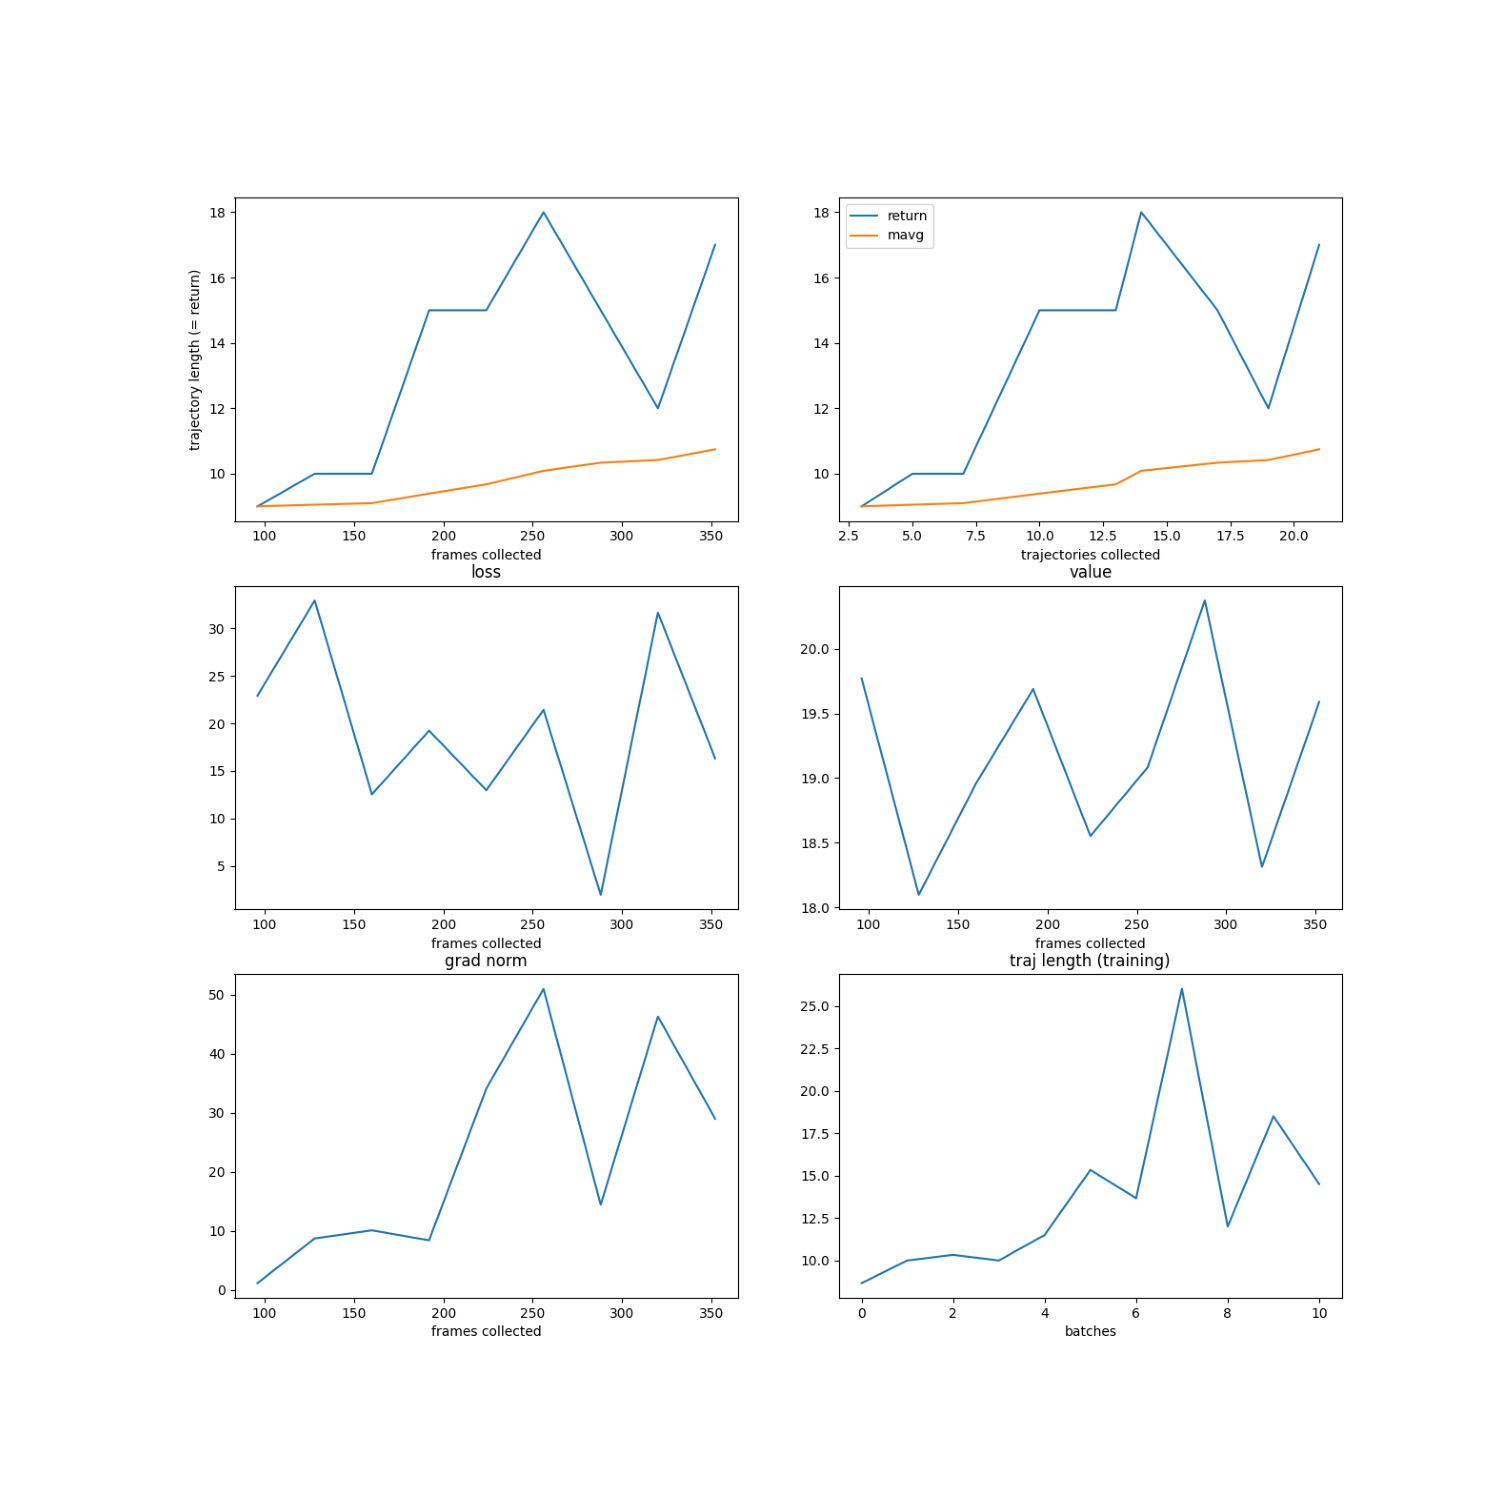 18
16
14
12
10
trajectory length (= return)
100 150 200 250 300 350
frames collected
return
mavg
18
16
14
12
10
2.5 5.0 7.5 10.0 12.5 15.0 17.5 20.0
trajectories collected
loss
30
25
20
15
10
5
100 150 200 250 300 350
frames collected
value
20.0
19.5
19.0
18.5
18.0
100 150 200 250 300 350
frames collected
grad norm
50
40
30
20
10
0
100 150 200 250 300 350
frames collected
traj length (training)
25.0
22.5
20.0
17.5
15.0
12.5
10.0
0 2 4 6 8 10
batches